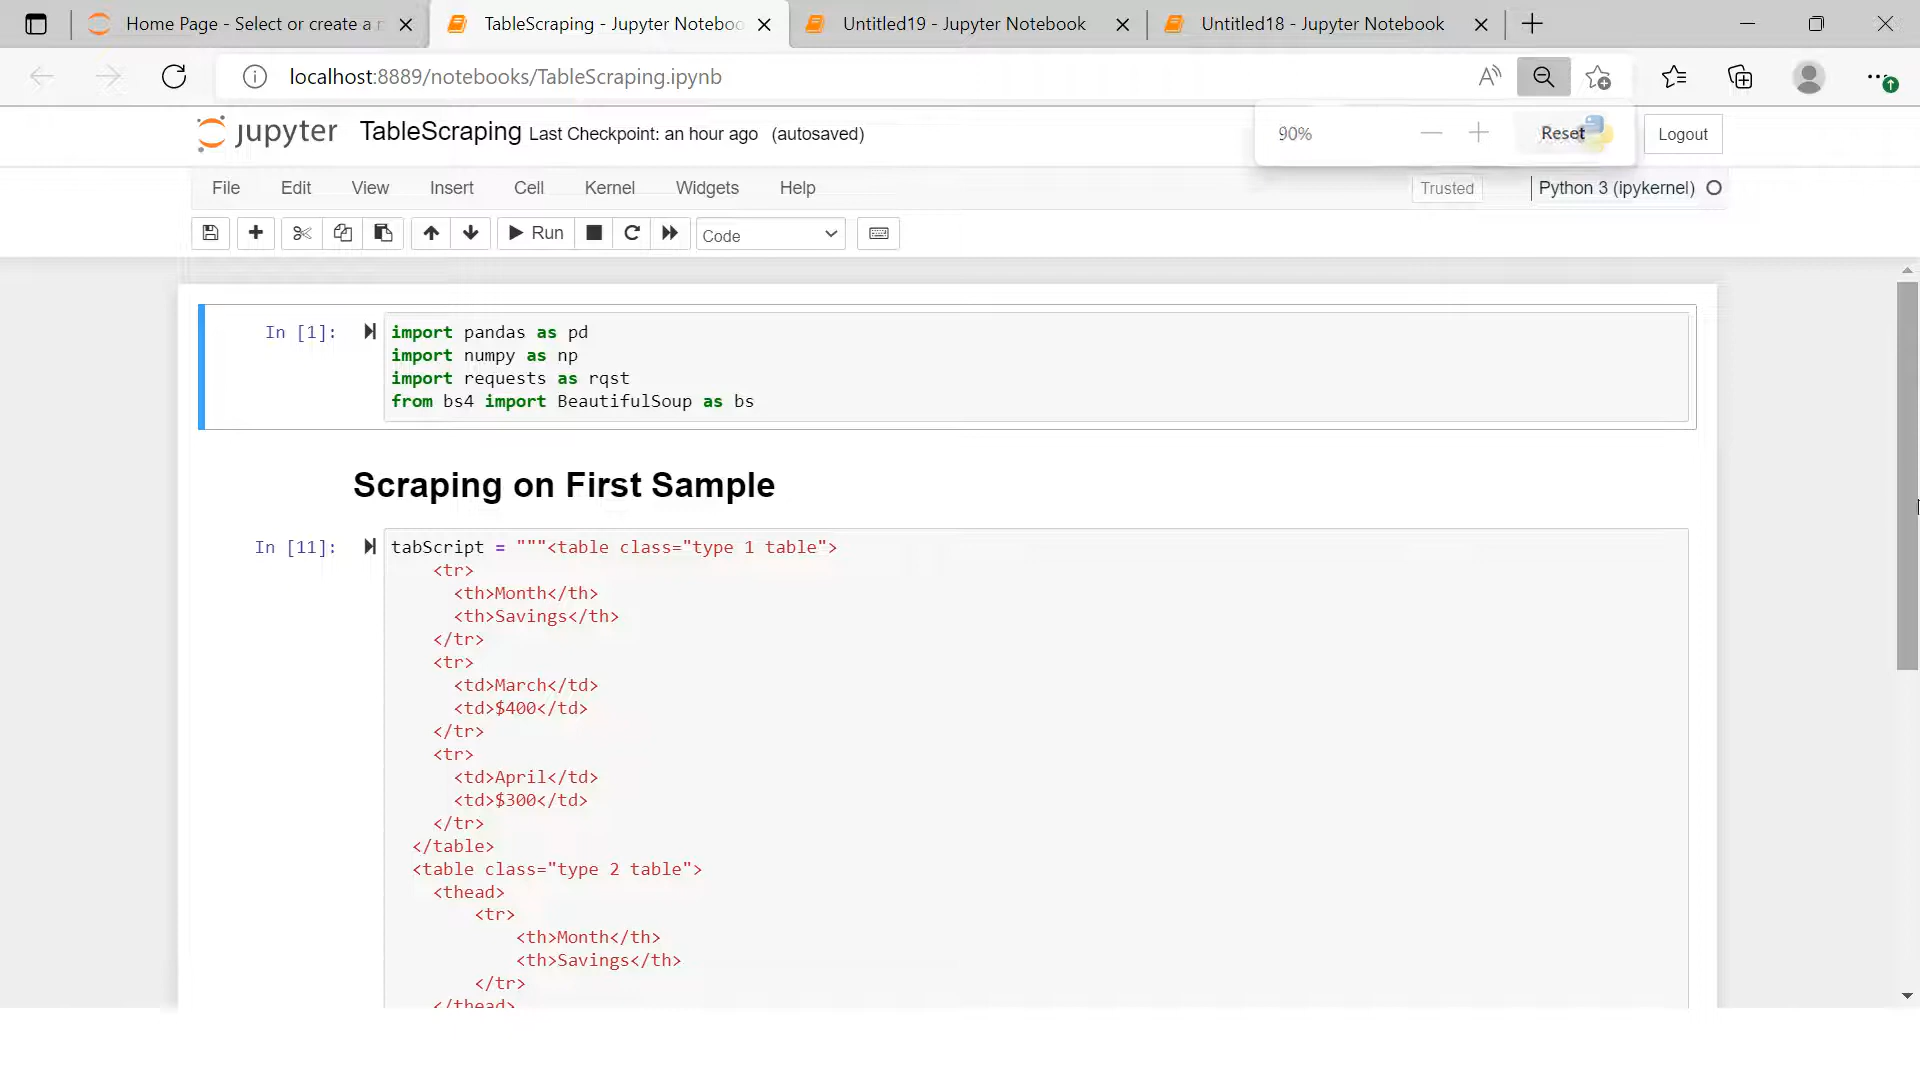 Home Page - Select or create a n
TableScraping - Jupyter Noteboo
Untitled19 - Jupyter Notebook
Untitled18 - Jupyter Notebook
localhost:8889/notebooks/TableScraping.ipynb
jupyter TableScraping Last Checkpoint: an hour ago (autosaved)
90% Reset
Logout
File Edit View Insert Cell Kernel Widgets Help
Trusted Python 3 (ipykernel)
Run Code
In [1]: import pandas as pd
import numpy as np
import requests as rqst
from bs4 import BeautifulSoup as bs
Scraping on First Sample
In [11]: tabScript = """<table class="type 1 table">
<tr>
<th>Month</th>
<th>Savings</th>
</tr>
<tr>
<td>March</td>
<td>$400</td>
</tr>
<tr>
<td>April</td>
<td>$300</td>
</tr>
</table>
<table class="type 2 table">
<thead>
<tr>
<th>Month</th>
<th>Savings</th>
</tr>
</thead>